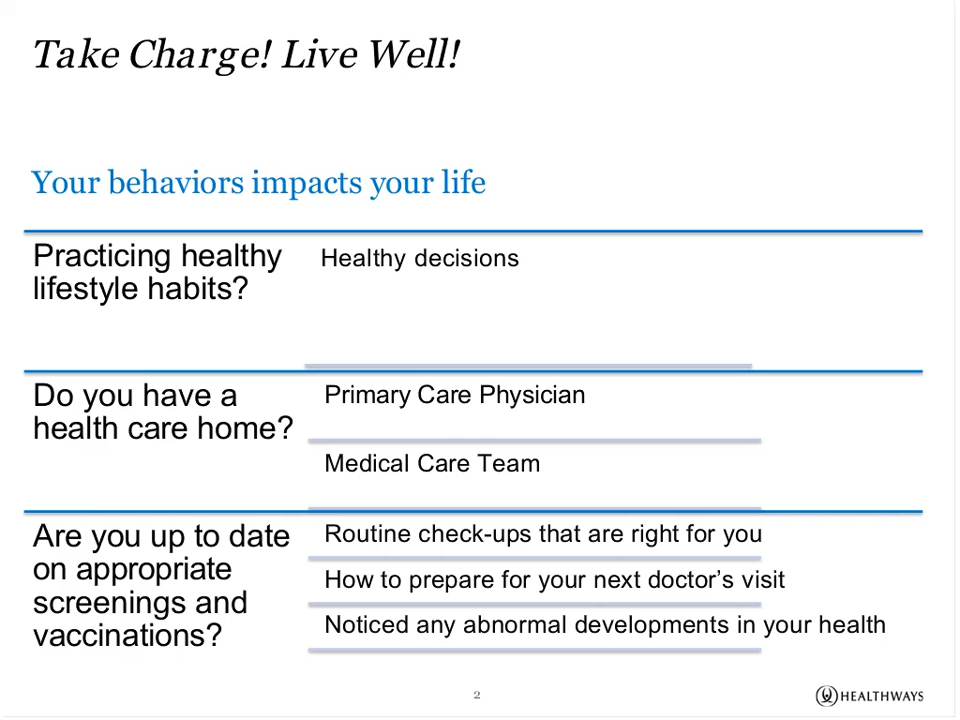 Take Charge! Live Well!
Your behaviors impacts your life
Practicing healthy
lifestyle habits?
Healthy decisions
Do you have a
health care home?
Primary Care Physician
Medical Care Team
Are you up to date
on appropriate
screenings and
vaccinations?
Routine check-ups that are right for you
How to prepare for your next doctor’s visit
Noticed any abnormal developments in your health
2
HEALTHWAYS